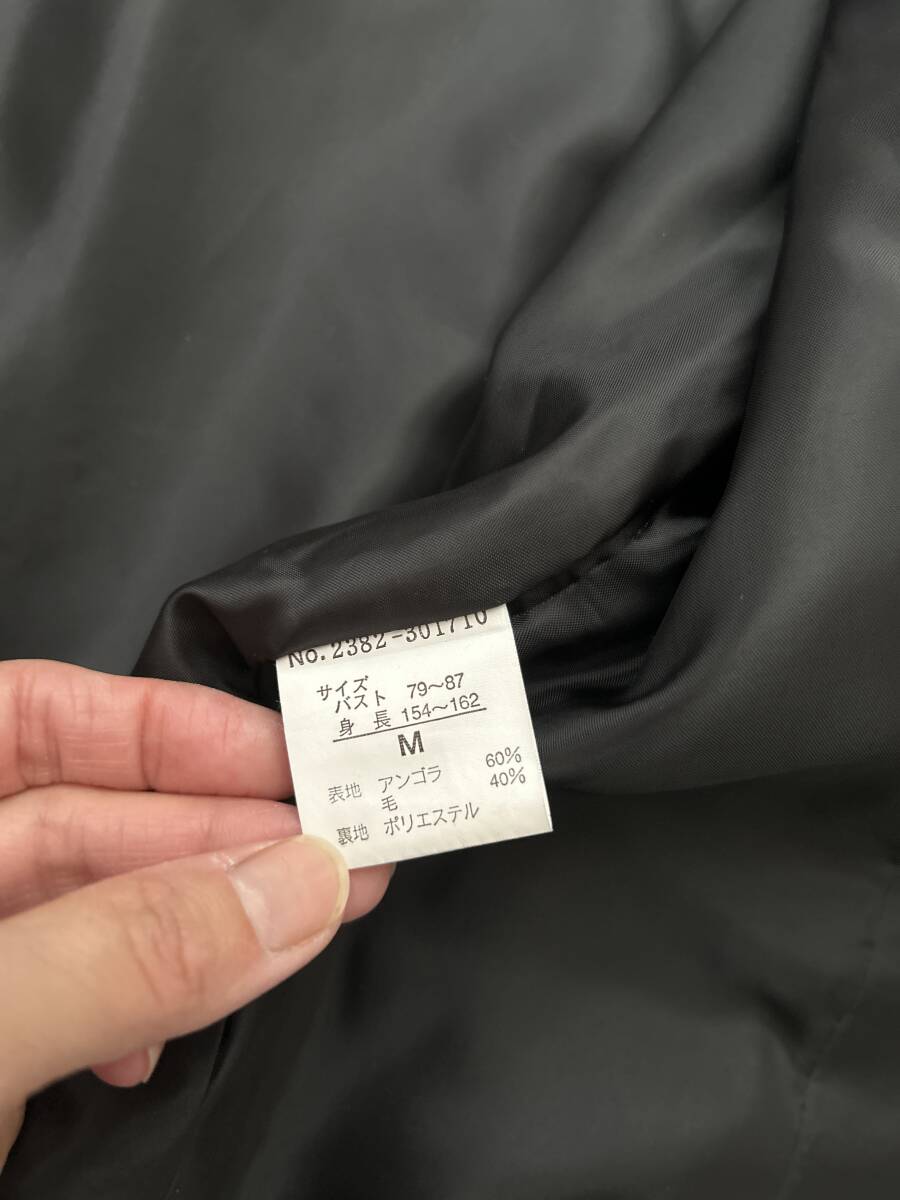 No. 2382-301710
サイズ
バスト 79〜87
身長 154〜162
M
表地 アンゴラ 60%
毛 40%
裏地 ポリエステル